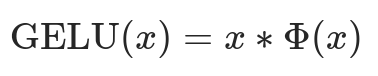 GELU(x) = x ∗ Φ(x)